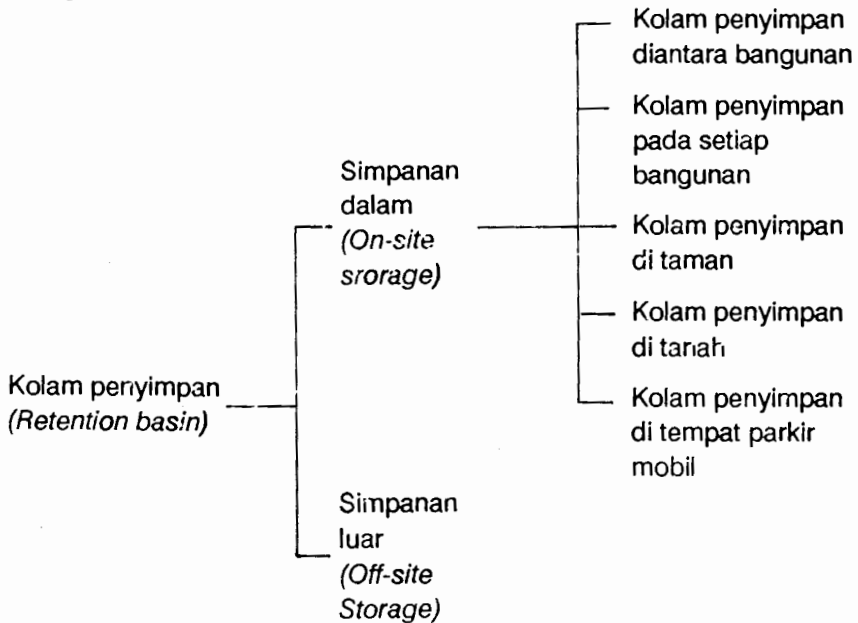 Kolam penyimpan
diantara bangunan
Kolam penyimpan
pada setiap
bangunan
Simpanan
dalam
(On-site
srorage)
Kolam penyimpan
di taman
Kolam penyimpan
di tanah
Kolam penyimpan
(Retention basin)
Kolam penyimpan
di tempat parkir
mobil
Simpanan
luar
(Off-site
Storage)